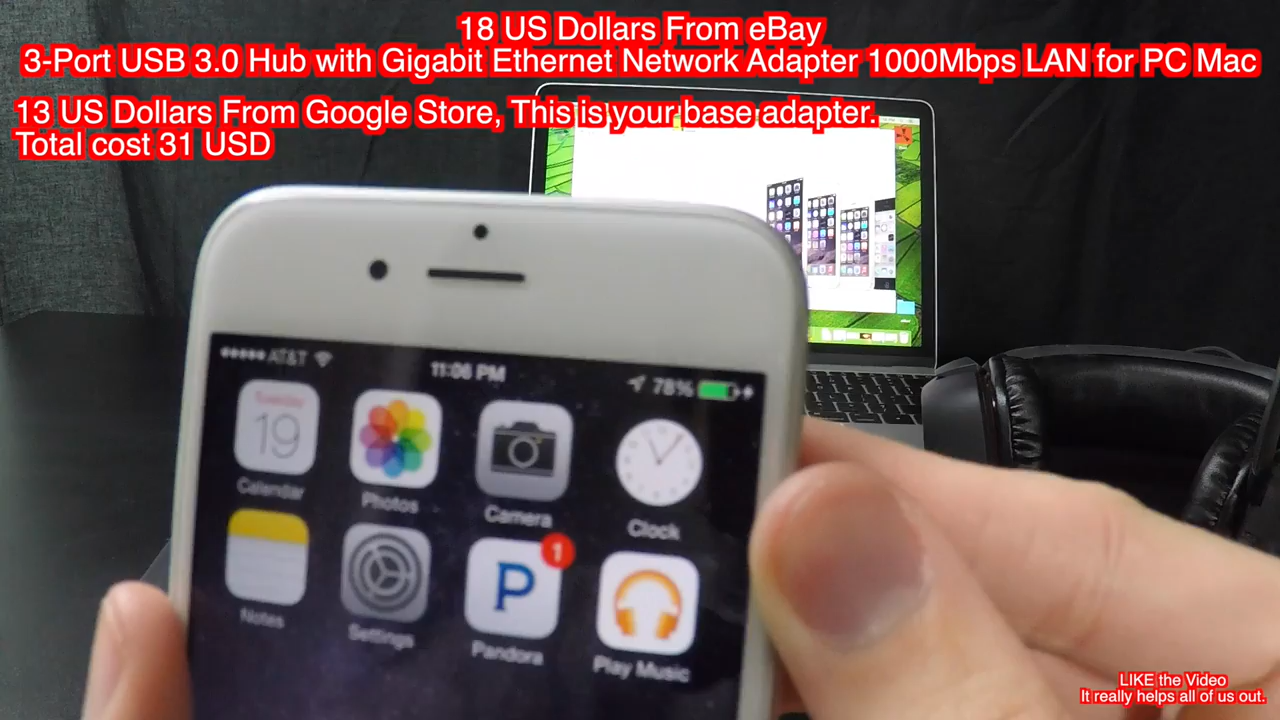 18 US Dollars From eBay
3-Port USB 3.0 Hub with Gigabit Ethernet Network Adapter 1000Mbps LAN for PC Mac
13 US Dollars From Google Store, This is your base adapter.
Total cost 31 USD
AT&T 11:06 PM 78%
Tuesday
19
Calendar Photos Camera Clock
1
P
Notes Settings Pandora Play Music
LIKE the Video
It really helps all of us out.